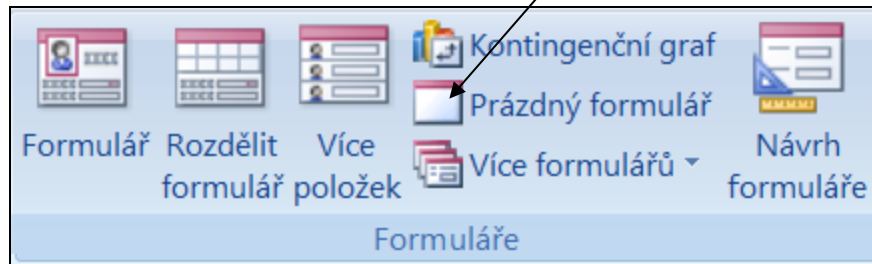 Formulář
Rozdělit
formulář
Více
položek
Kontingenční graf
Prázdný formulář
Více formulářů
Návrh
formuláře
Formuláře